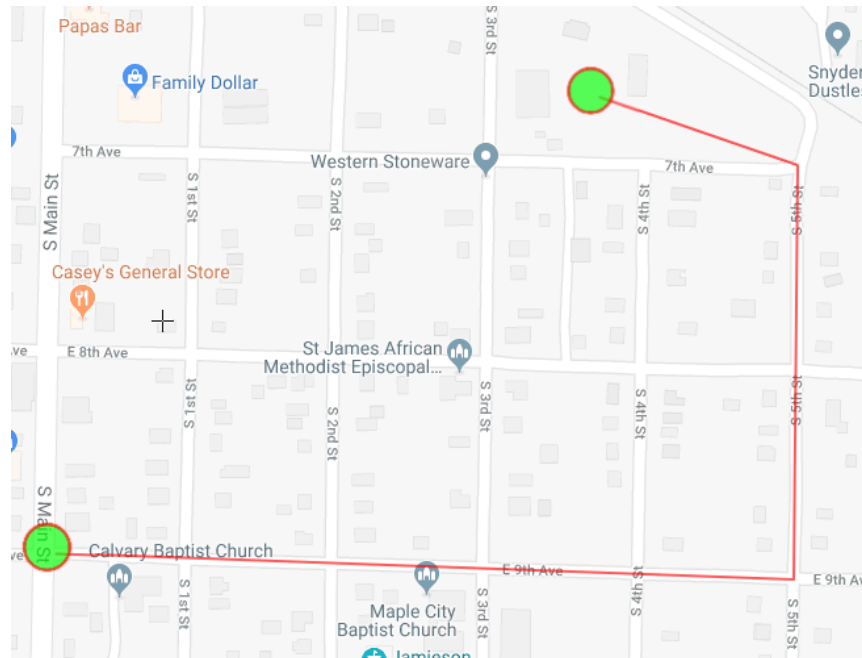 Papas Bar
S 3rd St
Family Dollar
Snyder
Dustle
7th Ave
Western Stoneware
7th Ave
S Main St
S 1st St
S 2nd St
S 4th St
S 5th St
Casey's General Store
ve
E 8th Ave
St James African
Methodist Episcopal...
S 1st St
S 2nd St
S 3rd St
S 4th St
S 5th St
S Main St
ve
Calvary Baptist Church
E 9th Ave
E 9th Av
S 1st St
S 3rd St
S 4th St
S 5th St
Maple City
Baptist Church
Jamieson